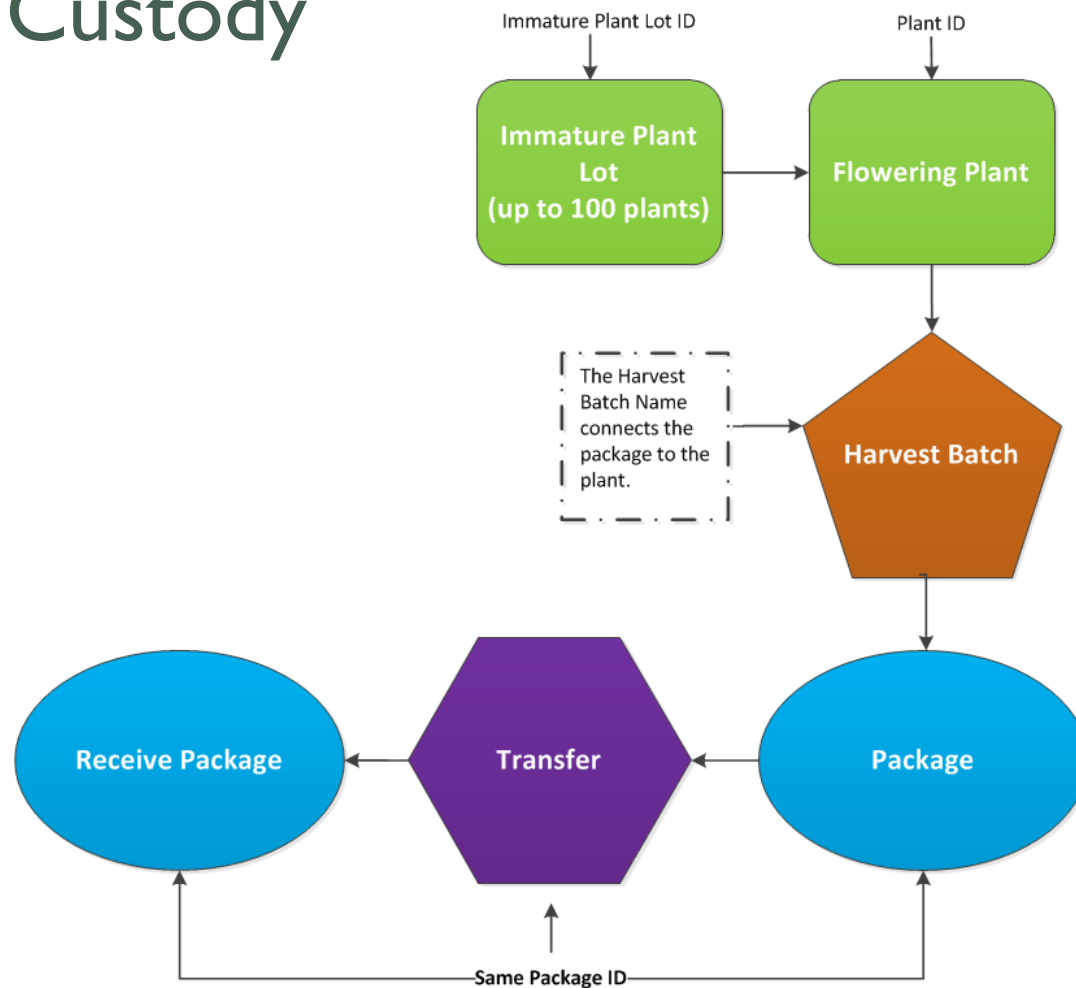 Custody
Immature Plant Lot ID
Plant ID
Immature Plant
Lot
(up to 100 plants)
Flowering Plant
The Harvest
Batch Name
connects the
package to the
plant.
Harvest Batch
Receive Package
Transfer
Package
Same Package ID